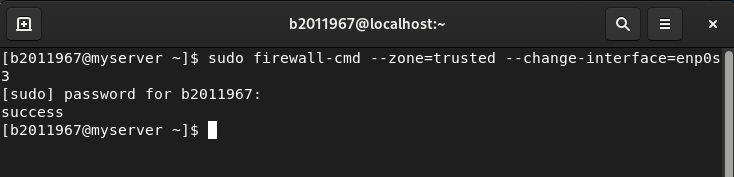 b2011967@localhost:~
[b2011967@myserver ~]$ sudo firewall-cmd --zone=trusted --change-interface=enp0s
3
[sudo] password for b2011967:
success
[b2011967@myserver ~]$